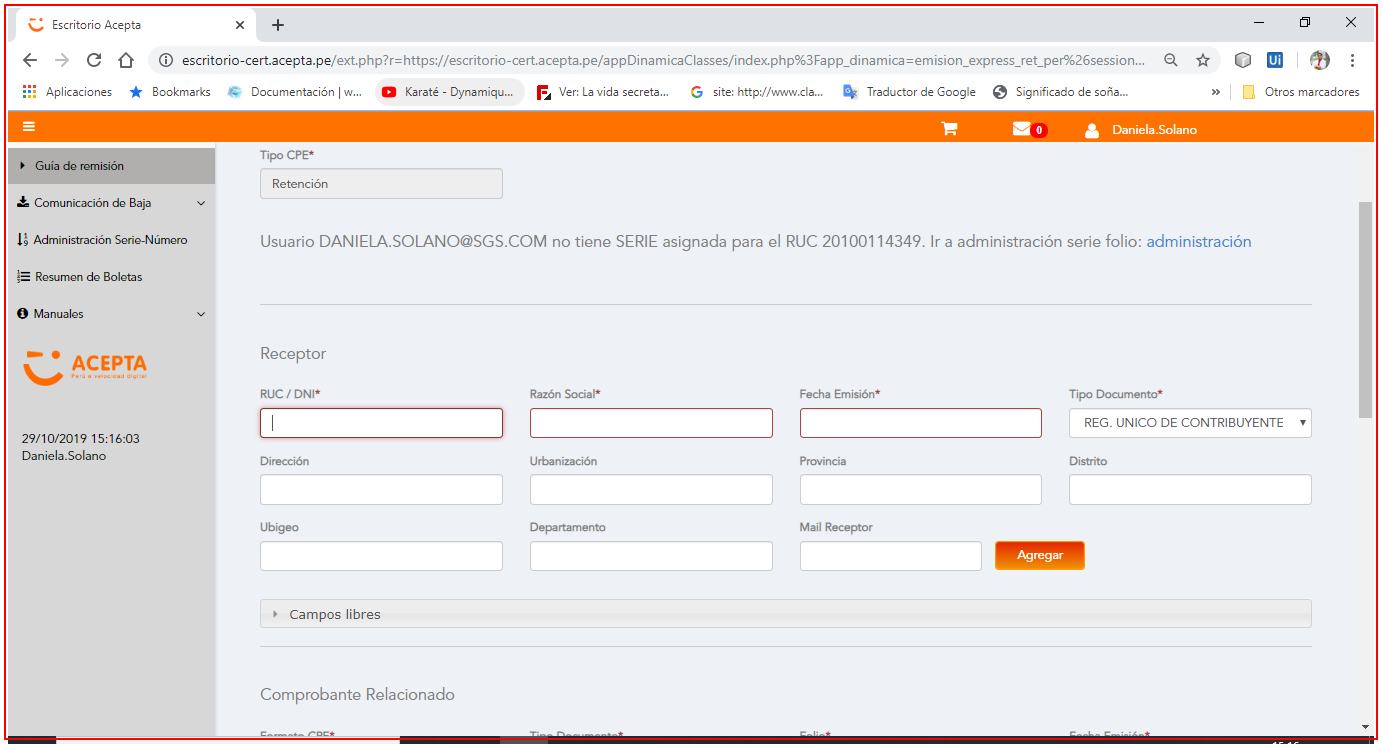 Escritorio Acepta
escritorio-cert.acepta.pe/ext.php?r=https://escritorio-cert.acepta.pe/appDinamicaClasses/index.php%3Fapp_dinamica=emision_express_ret_per%26session...
Ui
Aplicaciones Bookmarks Documentación | w... Karaté - Dynamiqu... Ver: La vida secreta... site: http://www.cla... Traductor de Google Significado de soña... » Otros marcadores
0 Daniela.Solano
Guía de remisión
Comunicación de Baja
Administración Serie-Número
Resumen de Boletas
Manuales
ACEPTA
Perú a velocidad digital
29/10/2019 15:16:03
Daniela.Solano
Tipo CPE*
Retención
Usuario DANIELA.SOLANO@SGS.COM no tiene SERIE asignada para el RUC 20100114349. Ir a administración serie folio: administración
Receptor
RUC / DNI* Razón Social* Fecha Emisión* Tipo Documento*
REG. UNICO DE CONTRIBUYENTE
Dirección Urbanización Provincia Distrito
Ubigeo Departamento Mail Receptor
Agregar
Campos libres
Comprobante Relacionado
Formato CPE* Tipo Documento* Folio* Fecha Emisión*
15:16